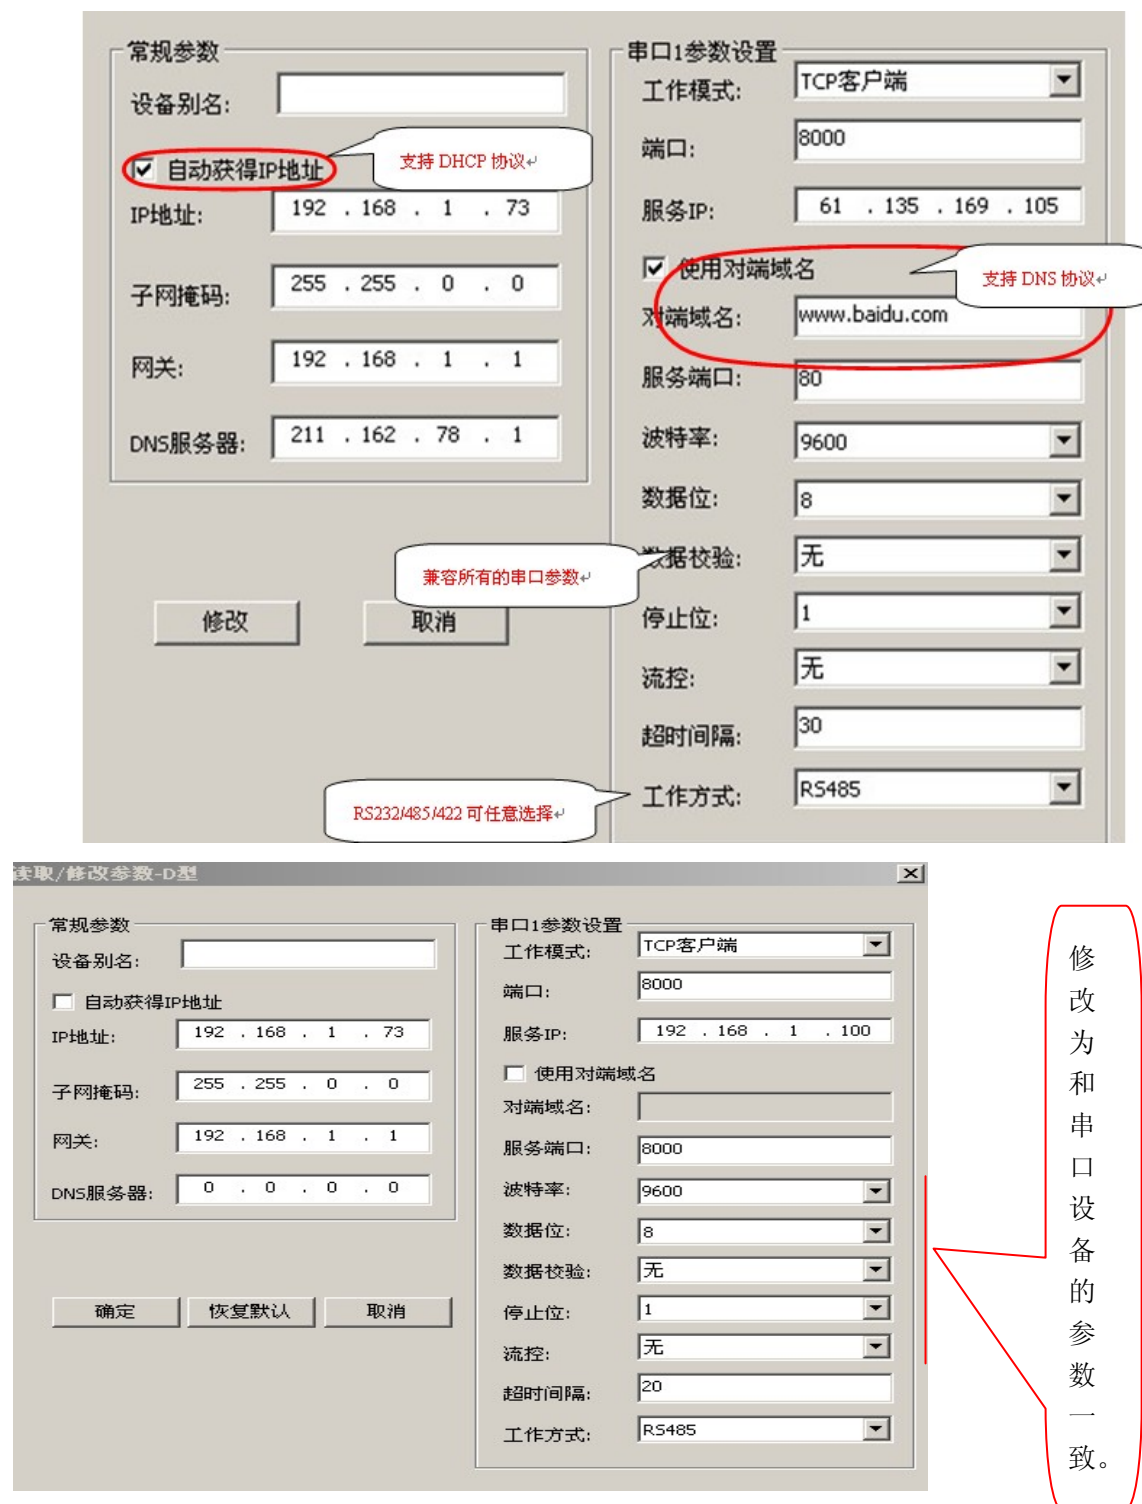 常规参数
设备别名:
自动获得IP地址
支持 DHCP 协议↵
IP地址: 192 . 168 . 1 . 73
子网掩码: 255 . 255 . 0 . 0
网关: 192 . 168 . 1 . 1
DNS服务器: 211 . 162 . 78 . 1
修改 取消
串口1参数设置
工作模式: TCP客户端
端口: 8000
服务IP: 61 . 135 . 169 . 105
使用对端域名
支持 DNS 协议↵
对端域名: www.baidu.com
服务端口: 80
波特率: 9600
数据位: 8
兼容所有的串口参数↵
数据校验: 无
停止位: 1
流控: 无
超时间隔: 30
RS232/485/422 可任意选择↵
工作方式: RS485
读取/修改参数-D型
常规参数
设备别名:
自动获得IP地址
IP地址: 192 . 168 . 1 . 73
子网掩码: 255 . 255 . 0 . 0
网关: 192 . 168 . 1 . 1
DNS服务器: 0 . 0 . 0 . 0
确定 恢复默认 取消
串口1参数设置
工作模式: TCP客户端
端口: 8000
服务IP: 192 . 168 . 1 . 100
使用对端域名
对端域名:
服务端口: 8000
波特率: 9600
数据位: 8
数据校验: 无
停止位: 1
流控: 无
超时间隔: 20
工作方式: RS485
修改为和串口设备的参数一致。